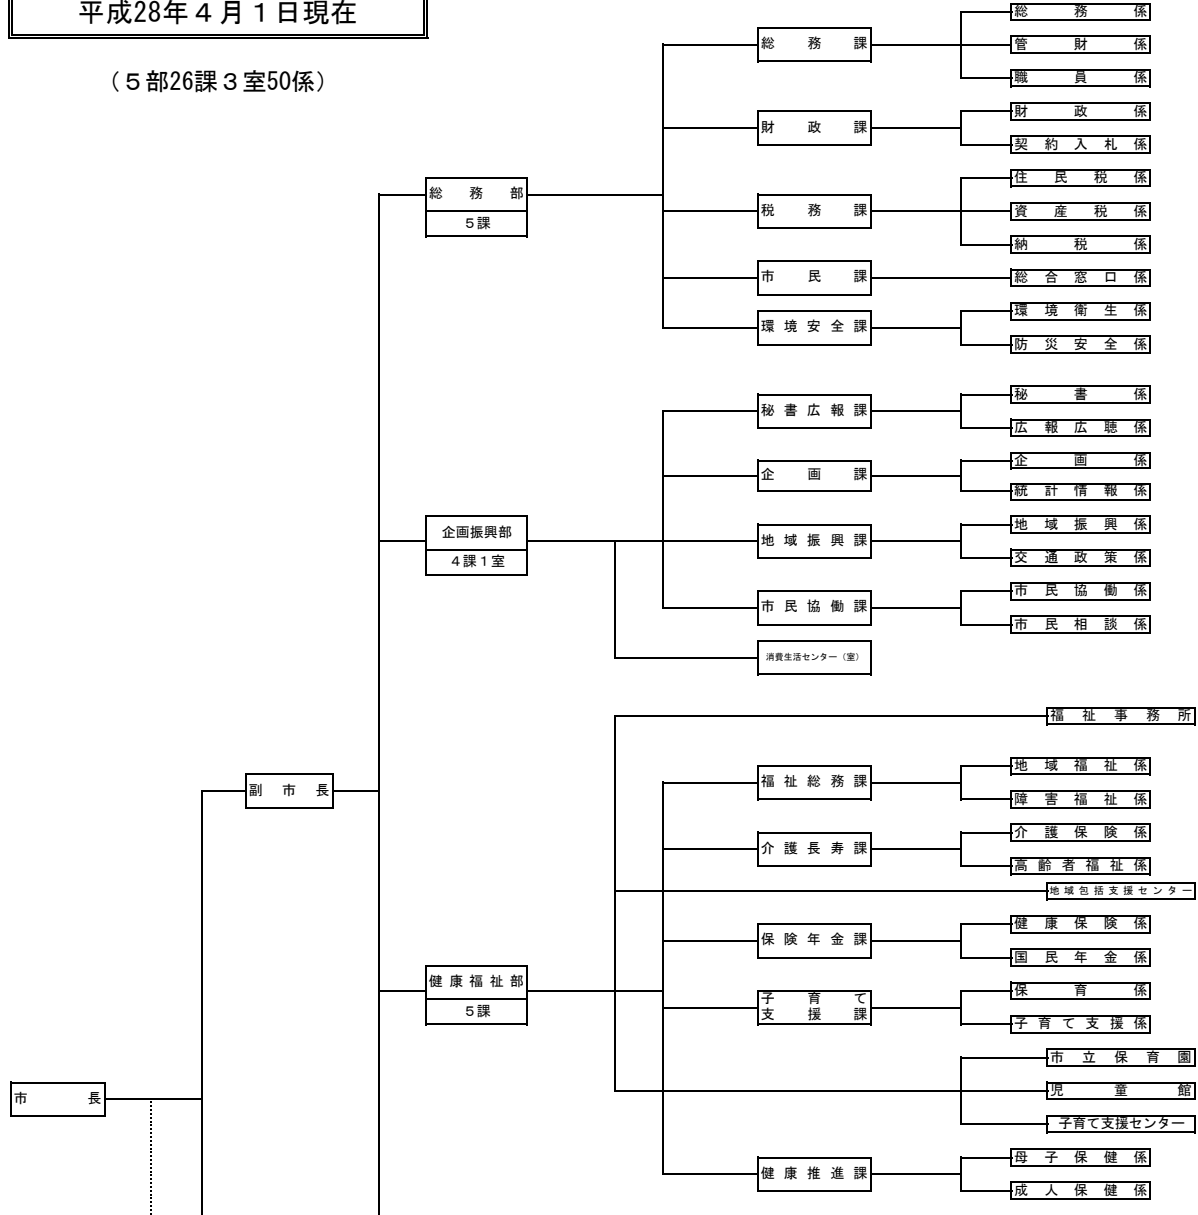 平成28年４月１日現在
（５部26課３室50係）
総務係
総務課
管財係
職員係
財政係
財政課
契約入札係
住民税係
総務部
５課
税務課
資産税係
納税係
市民課
総合窓口係
環境衛生係
環境安全課
防災安全係
秘書係
秘書広報課
広報広聴係
企画係
企画課
統計情報係
地域振興係
企画振興部
４課１室
地域振興課
交通政策係
市民協働係
市民協働課
市民相談係
消費生活センター（室）
福祉事務所
地域福祉係
副市長
福祉総務課
障害福祉係
介護保険係
介護長寿課
高齢者福祉係
地域包括支援センター
健康保険係
保険年金課
国民年金係
健康福祉部
５課
保育係
子育て
支援課
子育て支援係
市立保育園
市長
児童館
子育て支援センター
母子保健係
健康推進課
成人保健係